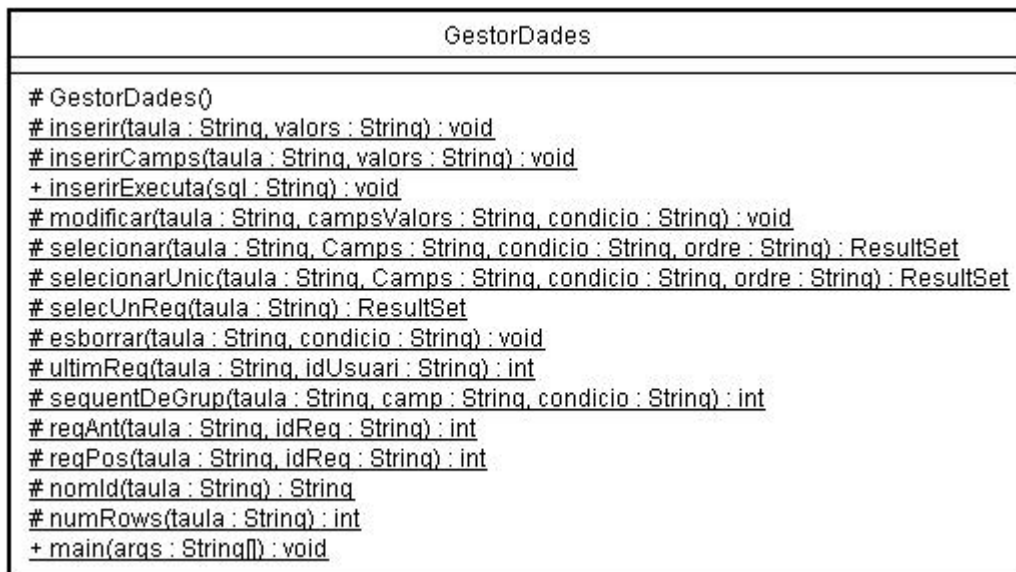 GestorDades
# GestorDades()
# inserir(taula : String, valors : String) : void
# inserirCamps(taula : String, valors : String) : void
+ inserirExecuta(sql : String) : void
# modificar(taula : String, campsValors : String, condicio : String) : void
# selecionar(taula : String, Camps : String, condicio : String, ordre : String) : ResultSet
# selecionarUnic(taula : String, Camps : String, condicio : String, ordre : String) : ResultSet
# selecUnReg(taula : String) : ResultSet
# esborrar(taula : String, condicio : String) : void
# ultimReg(taula : String, idUsuari : String) : int
# seguentDeGrup(taula : String, camp : String, condicio : String) : int
# regAnt(taula : String, idReg : String) : int
# regPos(taula : String, idReg : String) : int
# nomId(taula : String) : String
# numRows(taula : String) : int
+ main(args : String[]) : void